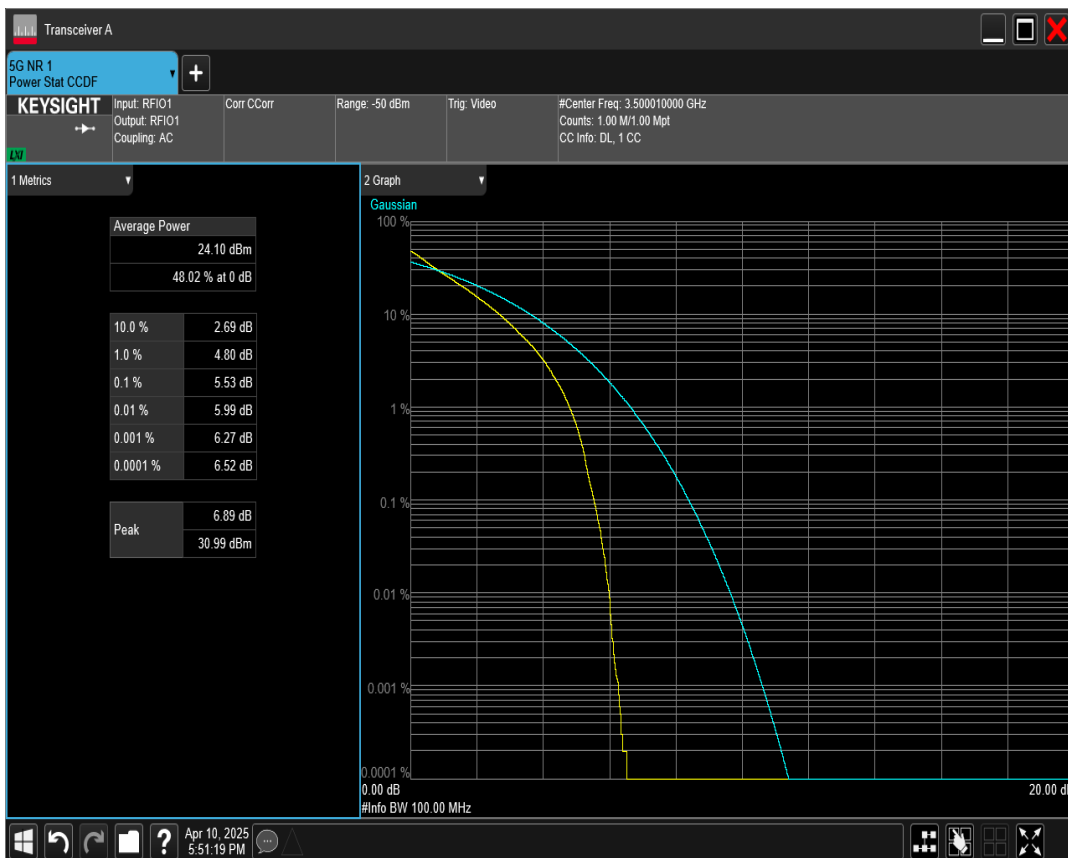 Transceiver A
5G NR 1
Power Stat CCDF
+
KEYSIGHT
LXI
Input: RFIO1
Output: RFIO1
Coupling: AC
Corr CCorr
Range: -50 dBm
Trig: Video
#Center Freq: 3.500010000 GHz
Counts: 1.00 M/1.00 Mpt
CC Info: DL, 1 CC
1 Metrics
Average Power
24.10 dBm
48.02 % at 0 dB
10.0 % 2.69 dB
1.0 % 4.80 dB
0.1 % 5.53 dB
0.01 % 5.99 dB
0.001 % 6.27 dB
0.0001 % 6.52 dB
Peak
6.89 dB
30.99 dBm
2 Graph
Gaussian
100 %
10 %
1 %
0.1 %
0.01 %
0.001 %
0.0001 %
0.00 dB 20.00 d
#Info BW 100.00 MHz
?
Apr 10, 2025
5:51:19 PM